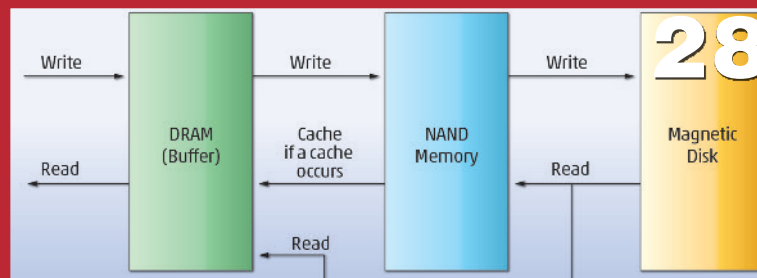 Write
Write
Write
28
DRAM
(Buffer)
Cache
if a cache
occurs
NAND
Memory
Magnetic
Disk
Read
Read
Read